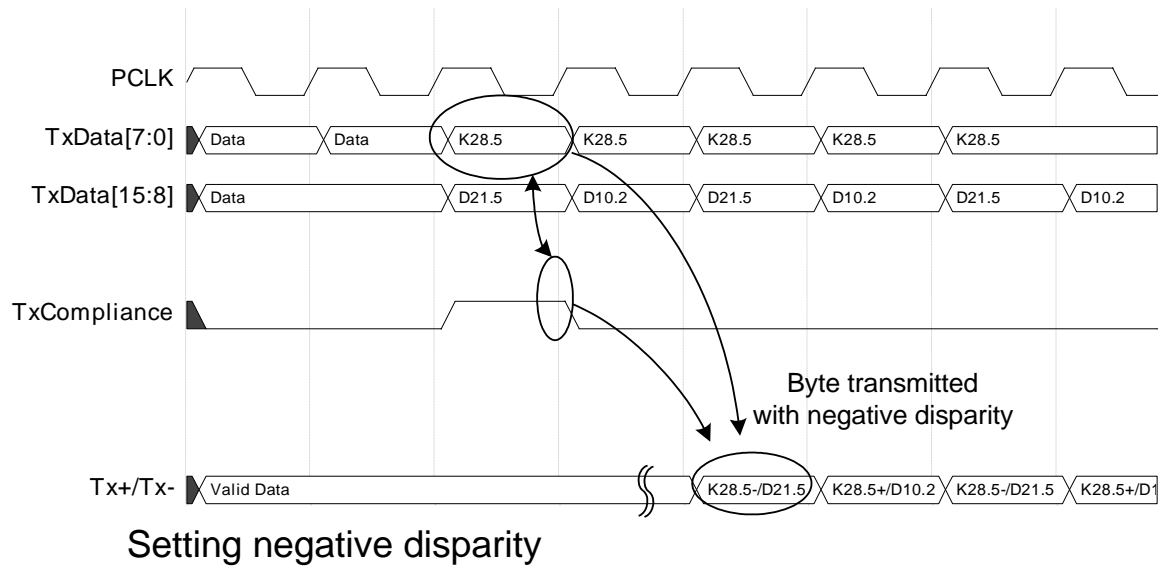 PCLK
TxData[7:0] Data Data K28.5 K28.5 K28.5 K28.5 K28.5
TxData[15:8] Data D21.5 D10.2 D21.5 D10.2 D21.5 D10.2
TxCompliance
Byte transmitted
with negative disparity
Tx+/Tx- Valid Data K28.5-/D21.5 K28.5+/D10.2 K28.5-/D21.5 K28.5+/D1
Setting negative disparity